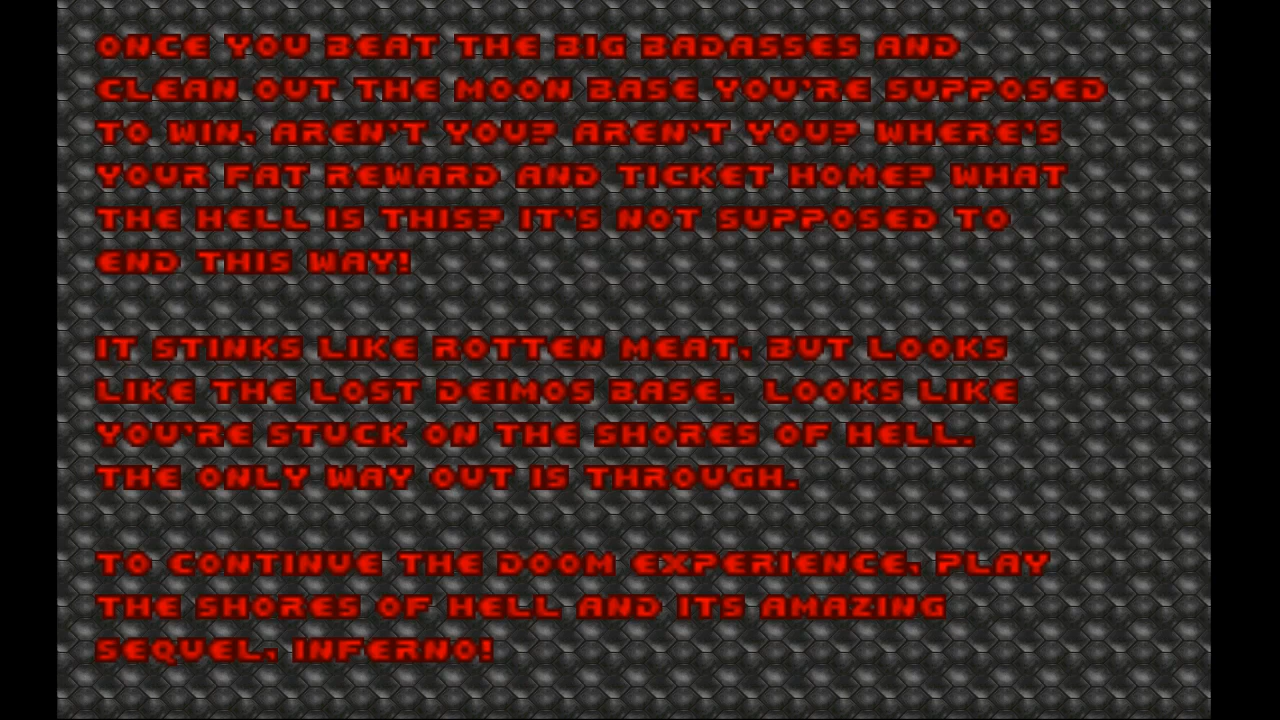 ONCE YOU BEAT THE BIG BADASSES AND
CLEAN OUT THE MOON BASE YOU'RE SUPPOSED
TO WIN, AREN'T YOU? AREN'T YOU? WHERE'S
YOUR FAT REWARD AND TICKET HOME? WHAT
THE HELL IS THIS? IT'S NOT SUPPOSED TO
END THIS WAY!
IT STINKS LIKE ROTTEN MEAT, BUT LOOKS
LIKE THE LOST DEIMOS BASE.  LOOKS LIKE
YOU'RE STUCK ON THE SHORES OF HELL.
THE ONLY WAY OUT IS THROUGH.
TO CONTINUE THE DOOM EXPERIENCE, PLAY
THE SHORES OF HELL AND ITS AMAZING
SEQUEL, INFERNO!